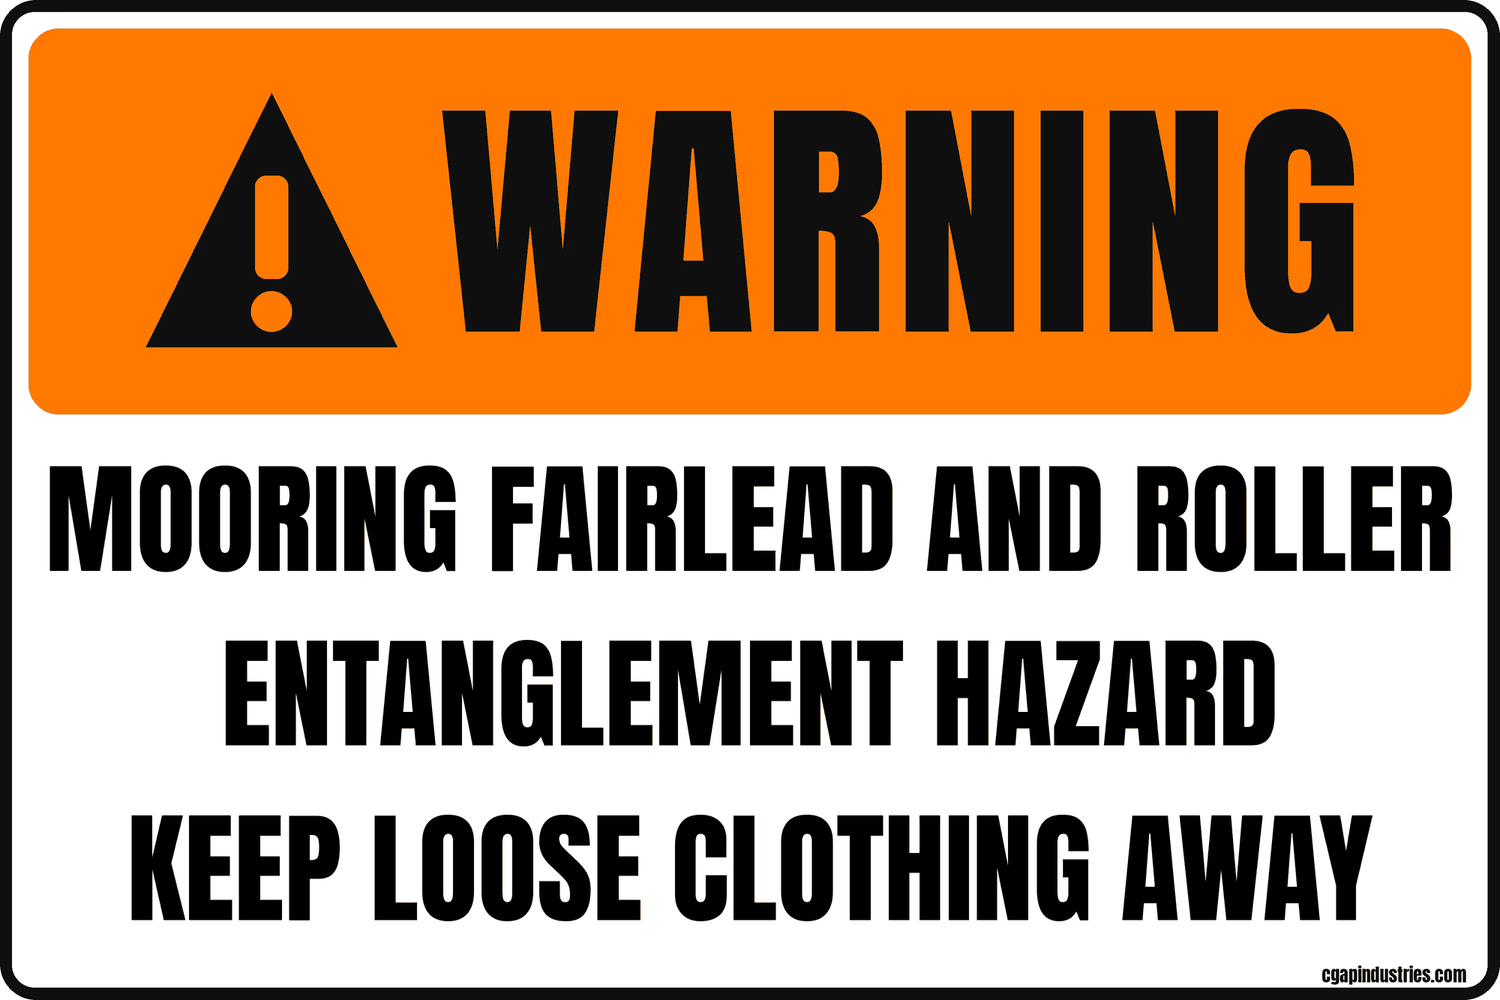 WARNING
MOORING FAIRLEAD AND ROLLER
ENTANGLEMENT HAZARD
KEEP LOOSE CLOTHING AWAY
cgapindustries.com